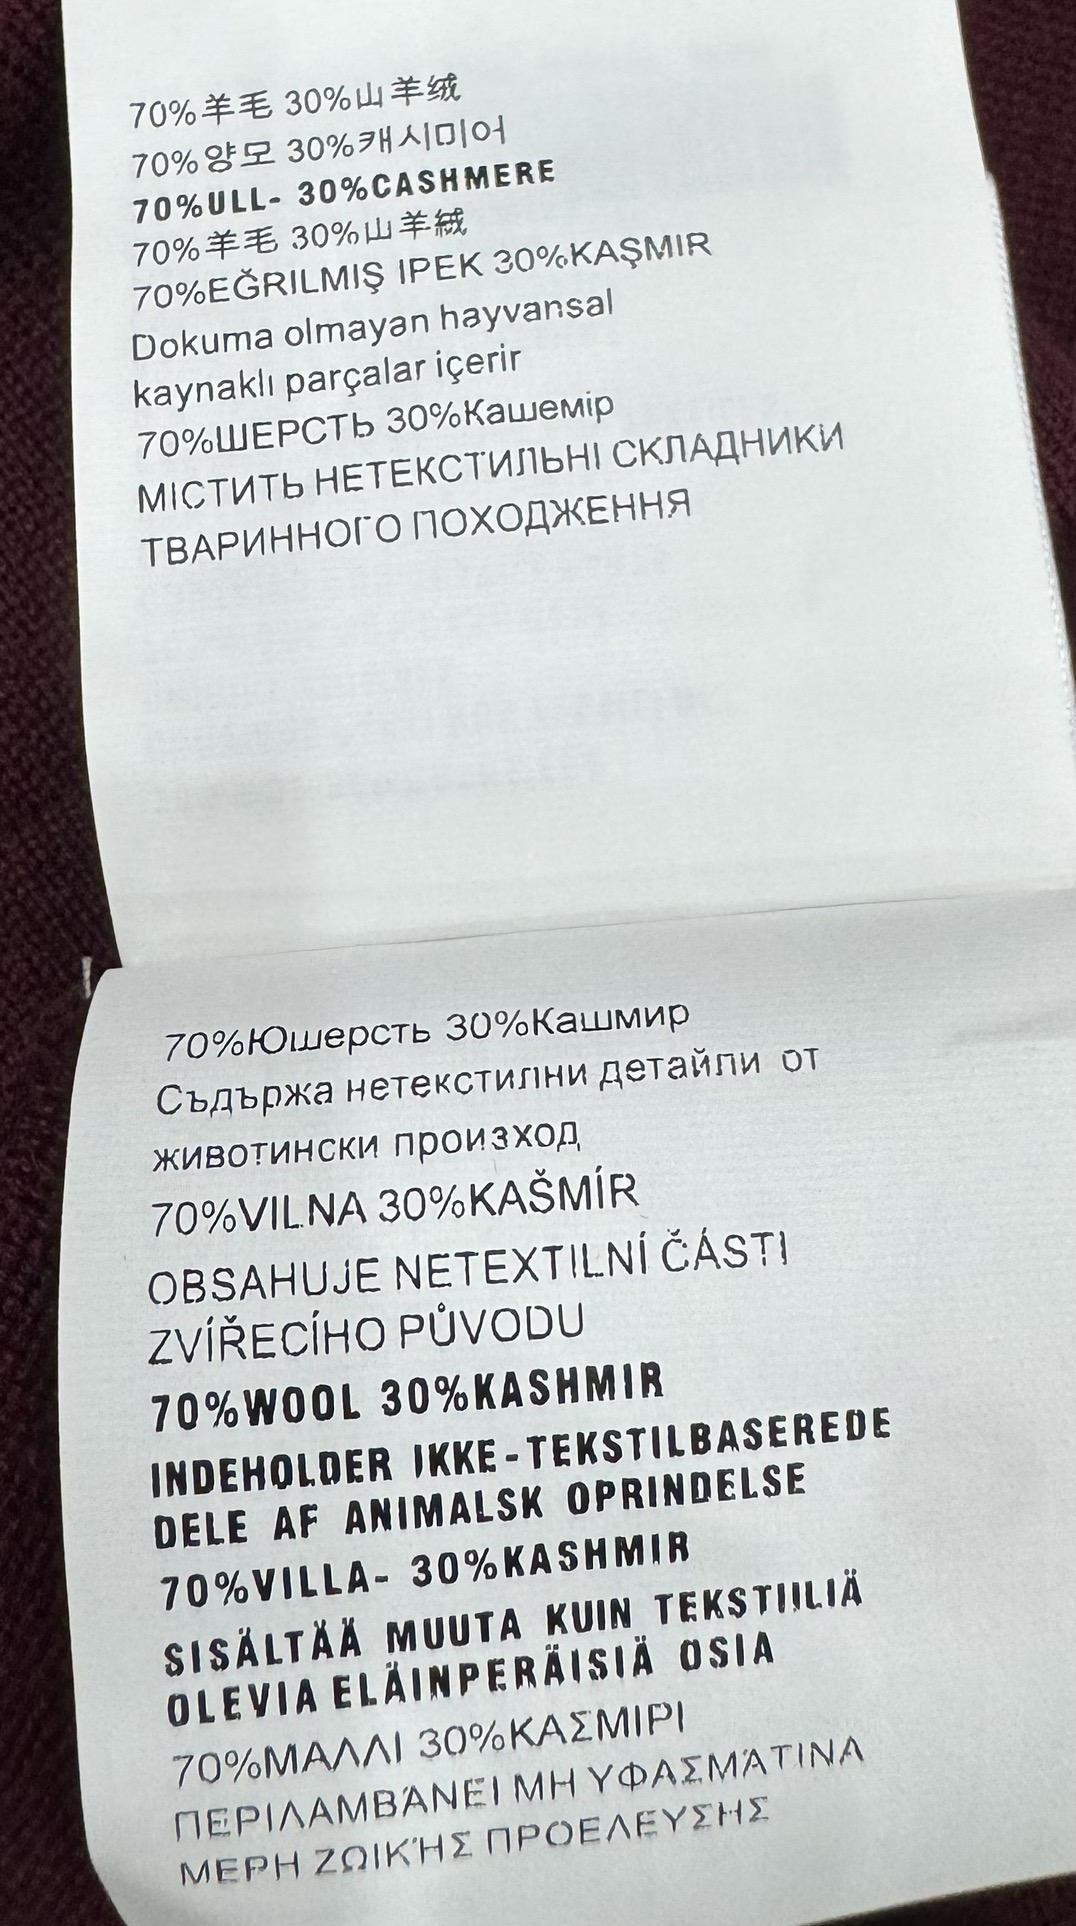 70%羊毛 30%山羊绒
70%양모 30%캐시미어
70%ULL- 30%CASHMERE
70%羊毛 30%山羊絨
70%EĞRILMIŞ IPEK 30%KAŞMIR
Dokuma olmayan hayvansal
kaynaklı parçalar içerir
70%ШЕРСТЬ 30%Кашемір
МІСТИТЬ НЕТЕКСТИЛЬНІ СКЛАДНИКИ
ТВАРИННОГО ПОХОДЖЕННЯ
70%Юшерсть 30%Кашмир
Съдържа нетекстилни детайли от
животински произход
70%VILNA 30%KAŠMÍR
OBSAHUJE NETEXTILNÍ ČÁSTI
ZVÍŘECÍHO PŮVODU
70%WOOL 30%KASHMIR
INDEHOLDER IKKE-TEKSTILBASEREDE
DELE AF ANIMALSK OPRINDELSE
70%VILLA- 30%KASHMIR
SISÄLTÄÄ MUUTA KUIN TEKSTIILIÄ
OLEVIA ELÄINPERÄISIÄ OSIA
70%ΜΑΛΛΙ 30%ΚΑΣΜΙΡΙ
ΠΕΡΙΛΑΜΒΆΝΕΙ ΜΗ ΥΦΑΣΜΆΤΙΝΑ
ΜΕΡΗ ΖΩΙΚΉΣ ΠΡΟΕΛΕΥΣΗΣ